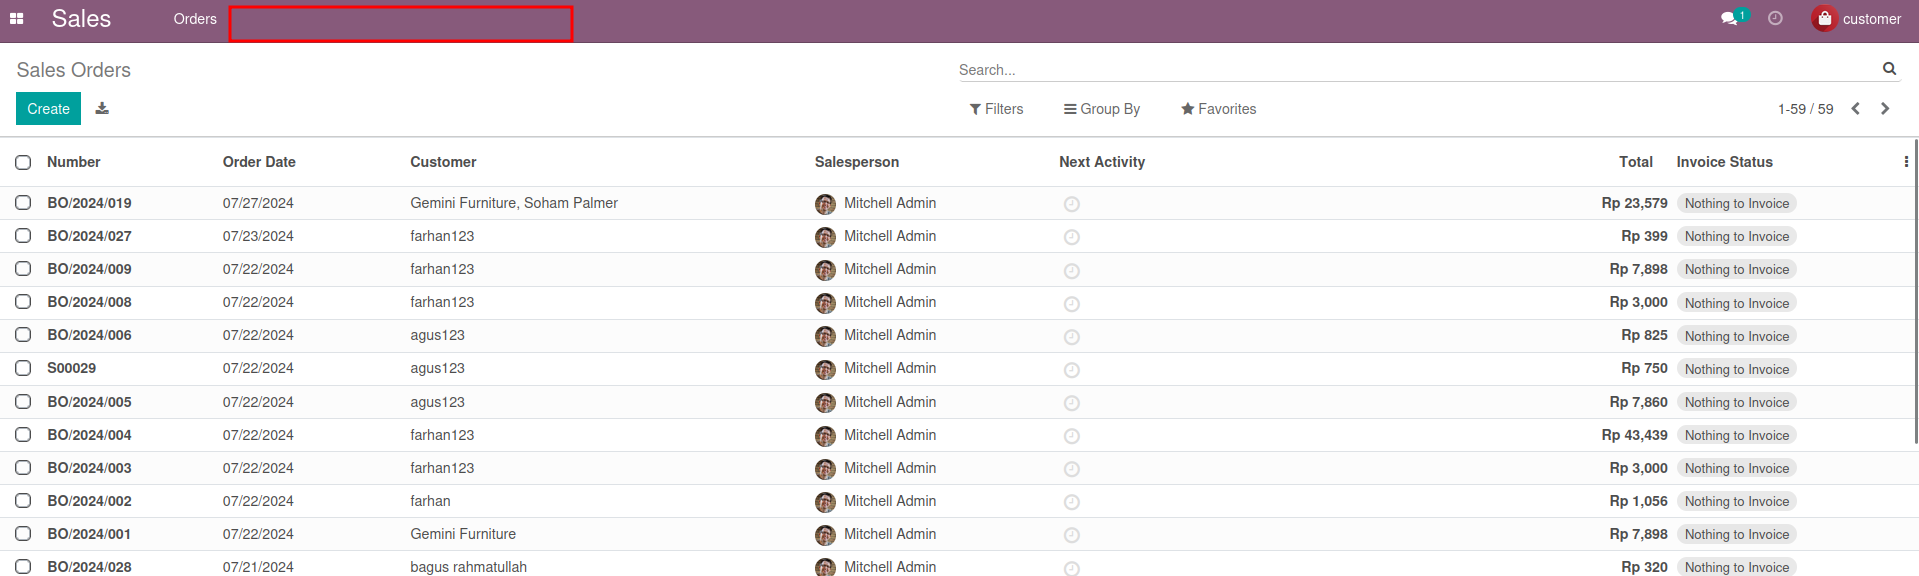 Sales Orders 1 customer
Sales Orders Search...
Create Filters Group By Favorites 1-59 / 59
Number Order Date Customer Salesperson Next Activity Total Invoice Status
BO/2024/019 07/27/2024 Gemini Furniture, Soham Palmer Mitchell Admin Rp 23,579 Nothing to Invoice
BO/2024/027 07/23/2024 farhan123 Mitchell Admin Rp 399 Nothing to Invoice
BO/2024/009 07/22/2024 farhan123 Mitchell Admin Rp 7,898 Nothing to Invoice
BO/2024/008 07/22/2024 farhan123 Mitchell Admin Rp 3,000 Nothing to Invoice
BO/2024/006 07/22/2024 agus123 Mitchell Admin Rp 825 Nothing to Invoice
S00029 07/22/2024 agus123 Mitchell Admin Rp 750 Nothing to Invoice
BO/2024/005 07/22/2024 agus123 Mitchell Admin Rp 7,860 Nothing to Invoice
BO/2024/004 07/22/2024 farhan123 Mitchell Admin Rp 43,439 Nothing to Invoice
BO/2024/003 07/22/2024 farhan123 Mitchell Admin Rp 3,000 Nothing to Invoice
BO/2024/002 07/22/2024 farhan Mitchell Admin Rp 1,056 Nothing to Invoice
BO/2024/001 07/22/2024 Gemini Furniture Mitchell Admin Rp 7,898 Nothing to Invoice
BO/2024/028 07/21/2024 bagus rahmatullah Mitchell Admin Rp 320 Nothing to Invoice